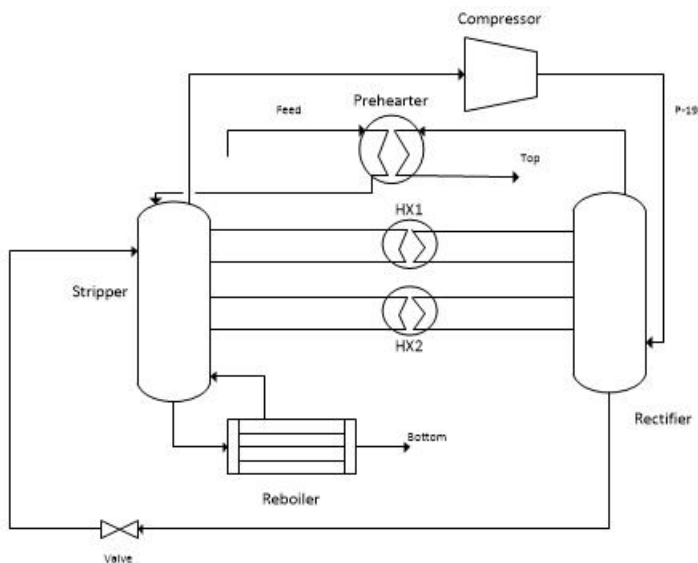 Compressor
Prehearter
Feed
P-19
Top
HX1
Stripper
HX2
Rectifier
Bottom
Reboiler
Valve